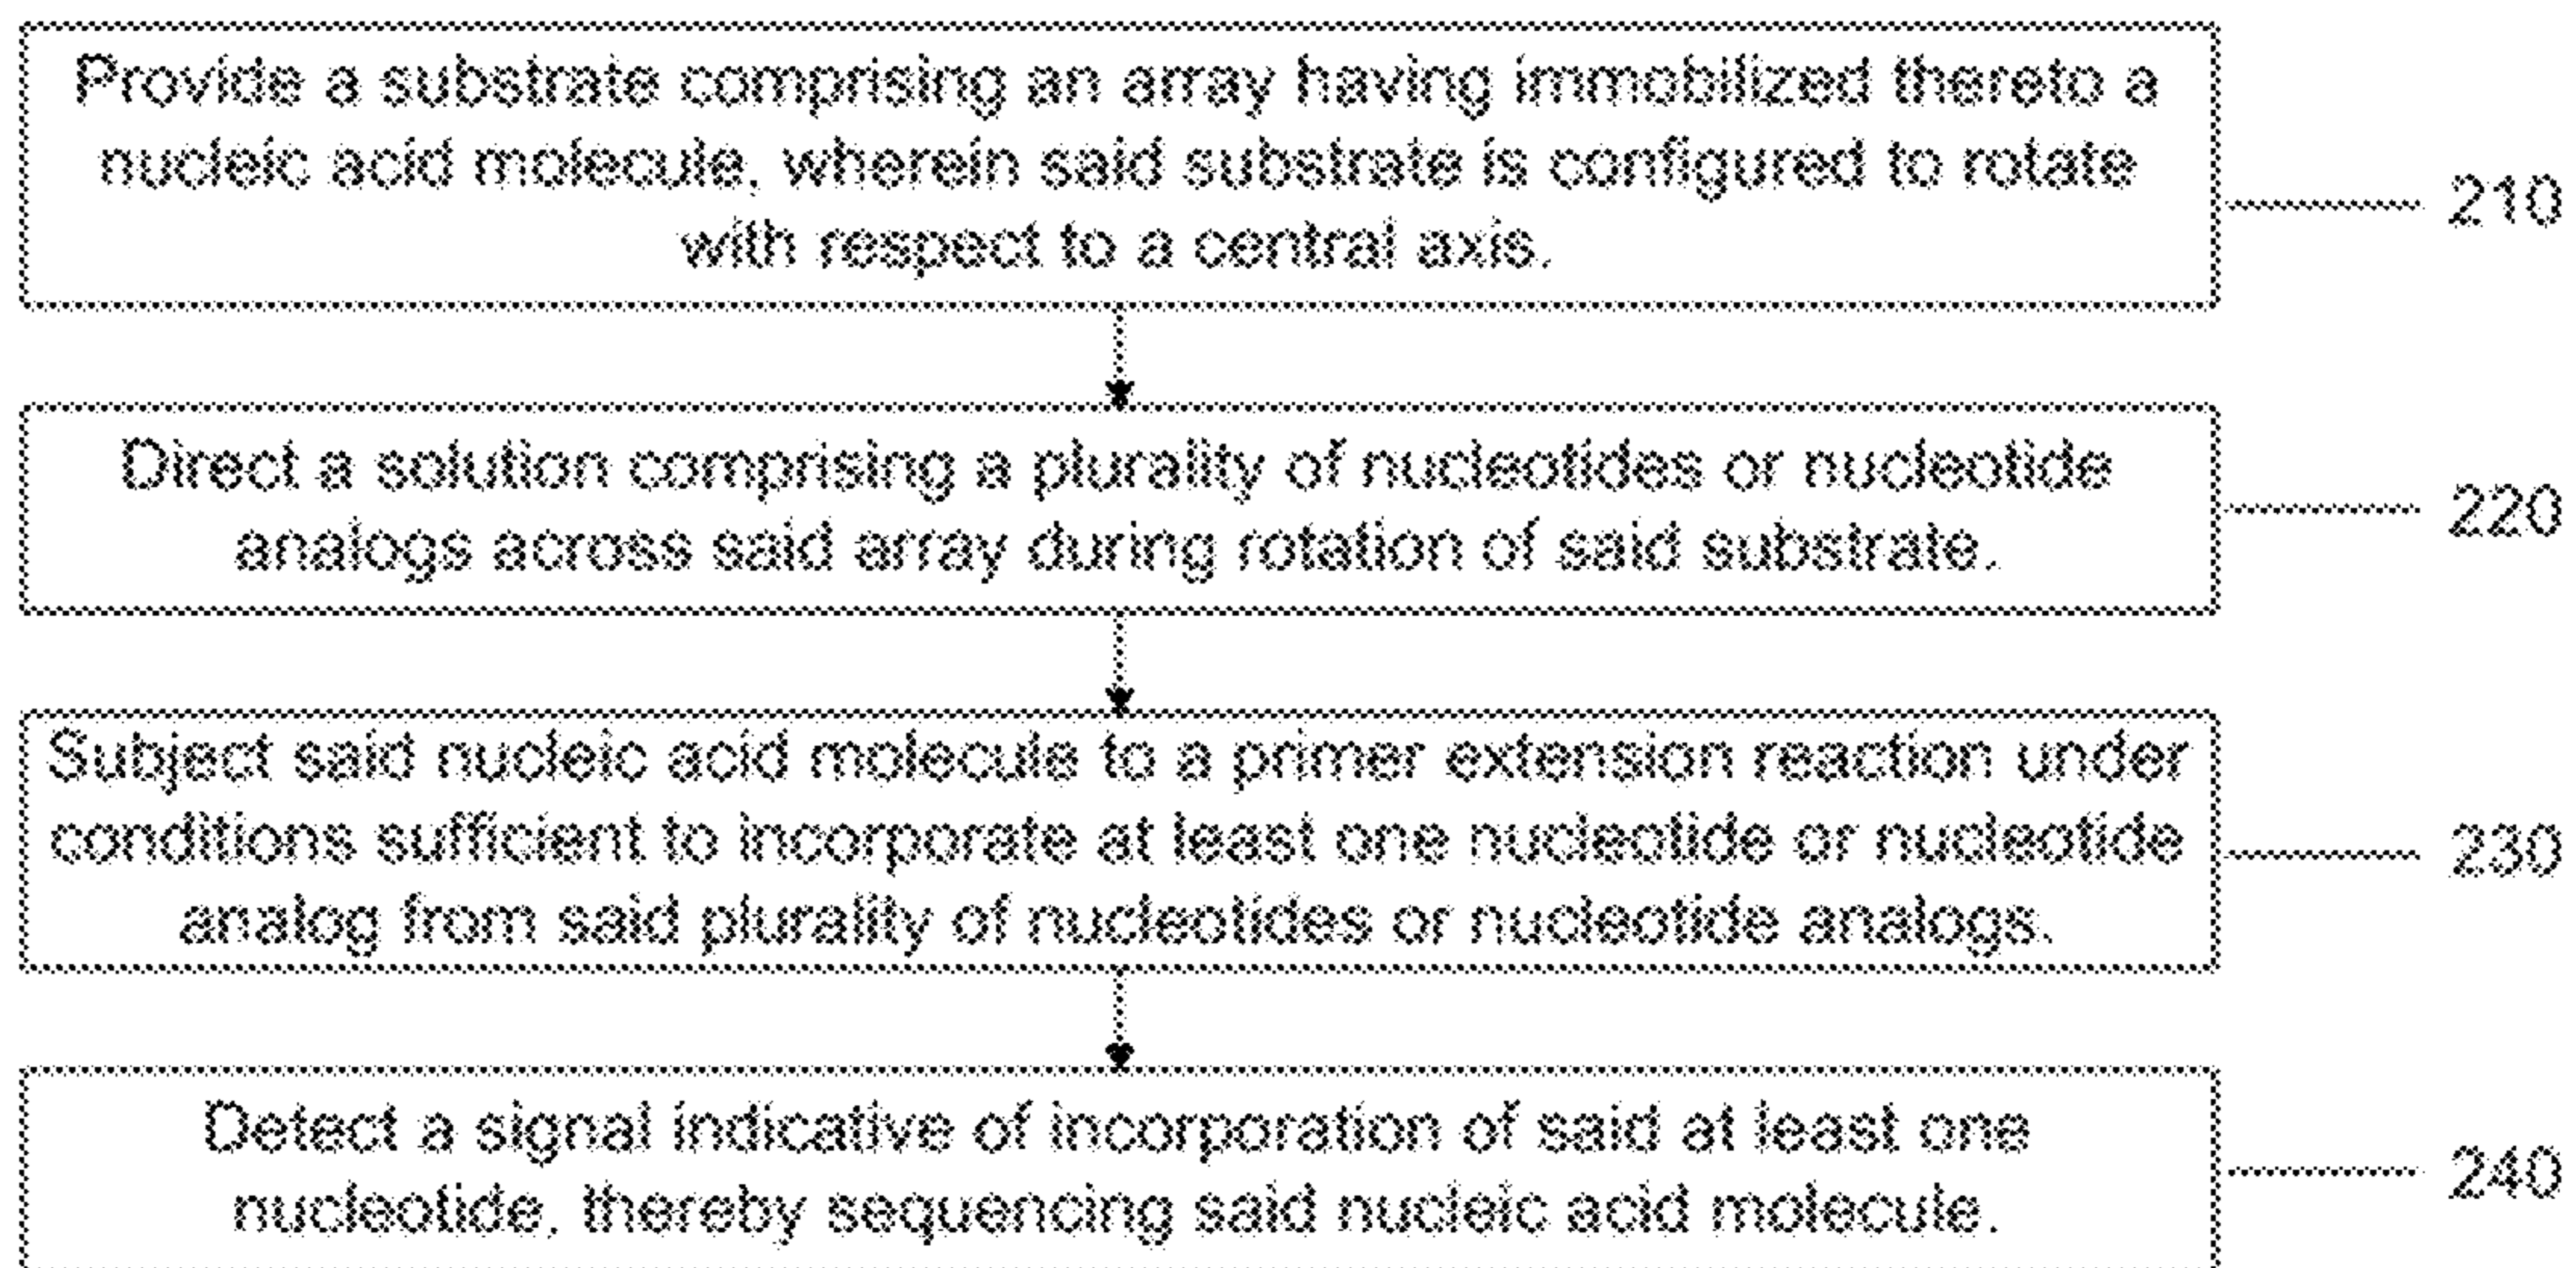 Provide a substrate comprising an array having immobilized thereto a
nucleic acid molecule, wherein said substrate is configured to rotate
with respect to a central axis.
210
Direct a solution comprising a plurality of nucleotides or nucleotide
analogs across said array during rotation of said substrate.
220
Subject said nucleic acid molecule to a primer extension reaction under
conditions sufficient to incorporate at least one nucleotide or nucleotide
analog from said plurality of nucleotides or nucleotide analogs.
230
Detect a signal indicative of incorporation of said at least one
nucleotide, thereby sequencing said nucleic acid molecule.
240